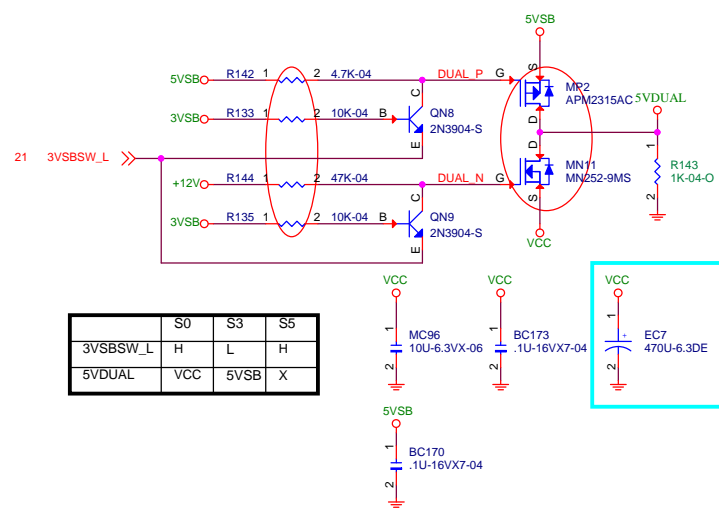 5VSB
5VSB R142 1 2 4.7K-04 DUAL_P G S
C MP2
APM2315AC
3VSB R133 1 2 10K-04 B QN8
2N3904-S
5VDUAL
E D
21 3VSBSW_L
D 1 R143
1K-04-O
+12V R144 1 2 47K-04 DUAL_N G MN11
MN252-9MS
2
C S
3VSB R135 1 2 10K-04 B QN9
2N3904-S
E VCC
VCC VCC VCC
S0 S3 S5
3VSBSW_L H L H
5VDUAL VCC 5VSB X
1 MC96
10U-6.3VX-06
2
1 BC173
.1U-16VX7-04
2
1 + EC7
470U-6.3DE
2
5VSB
1 BC170
.1U-16VX7-04
2